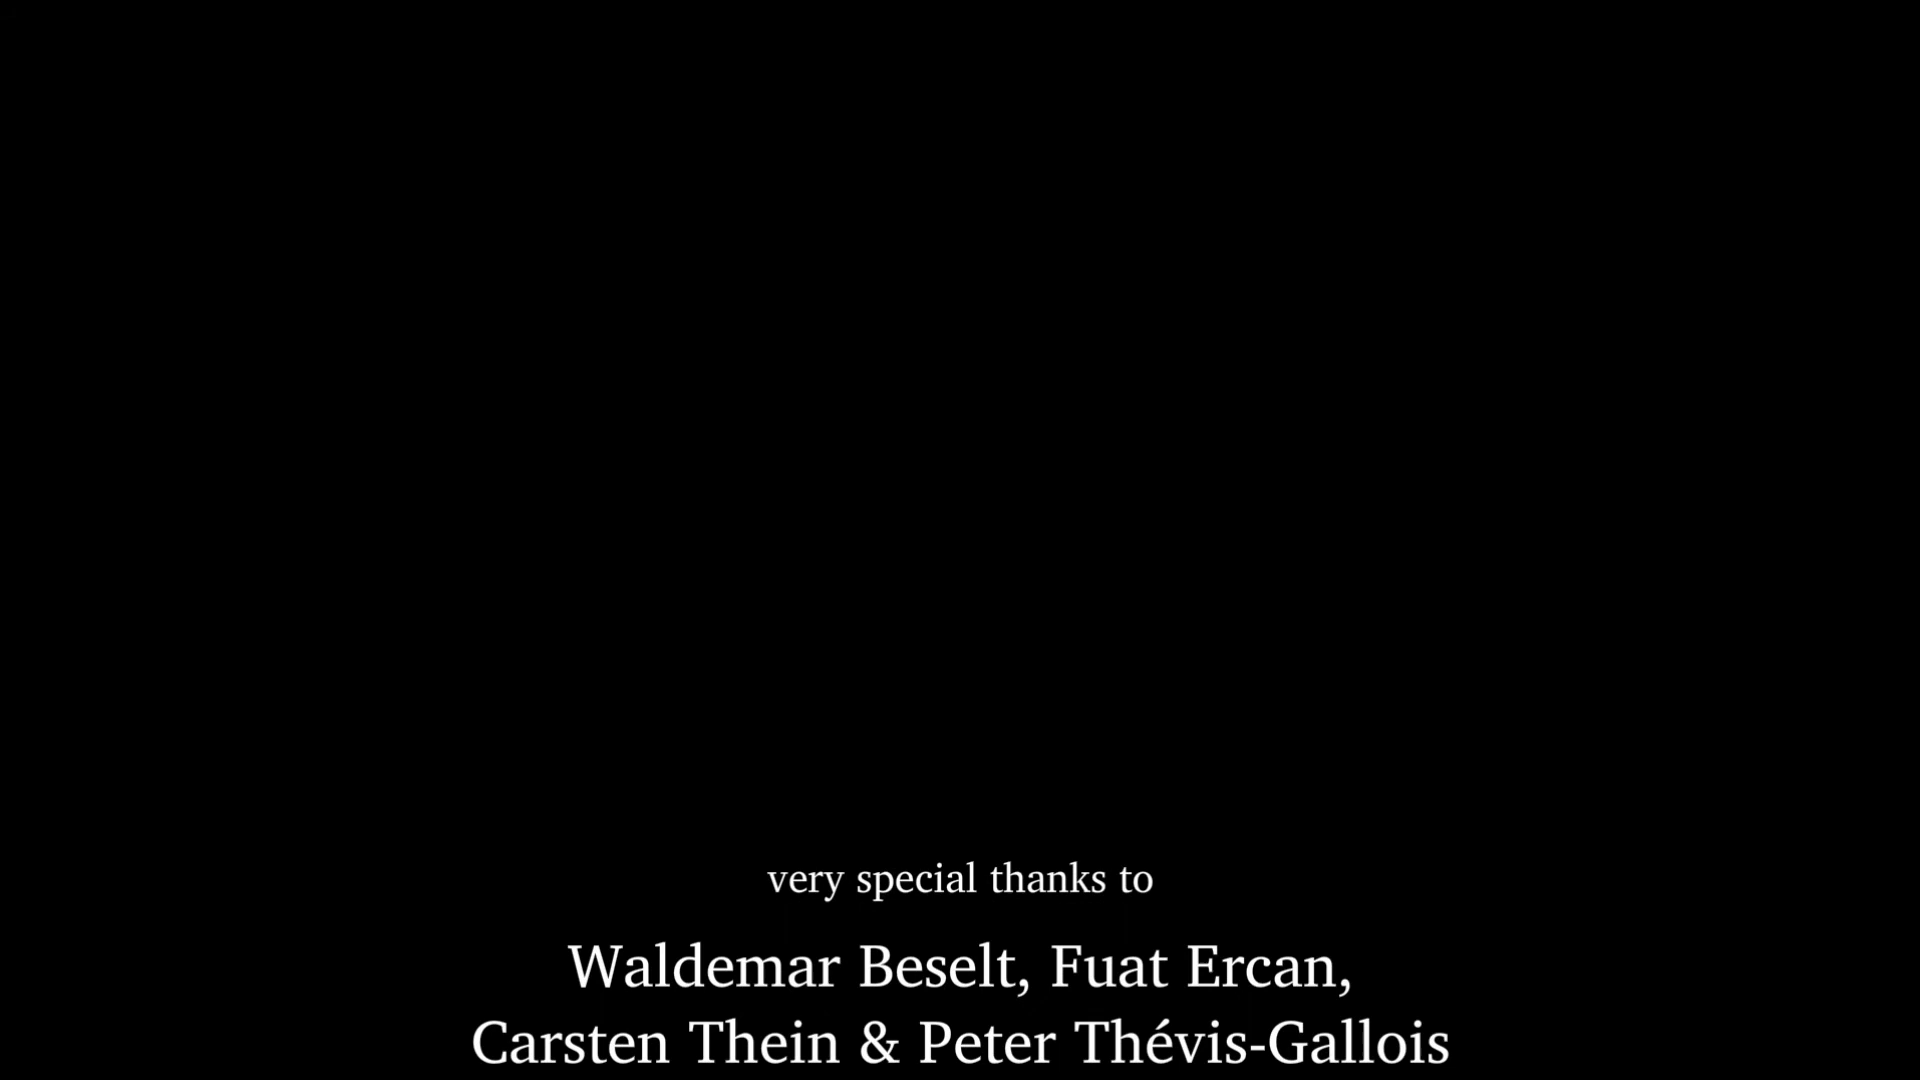 very special thanks to
Waldemar Beselt, Fuat Ercan,
Carsten Thein & Peter Thévis-Gallois